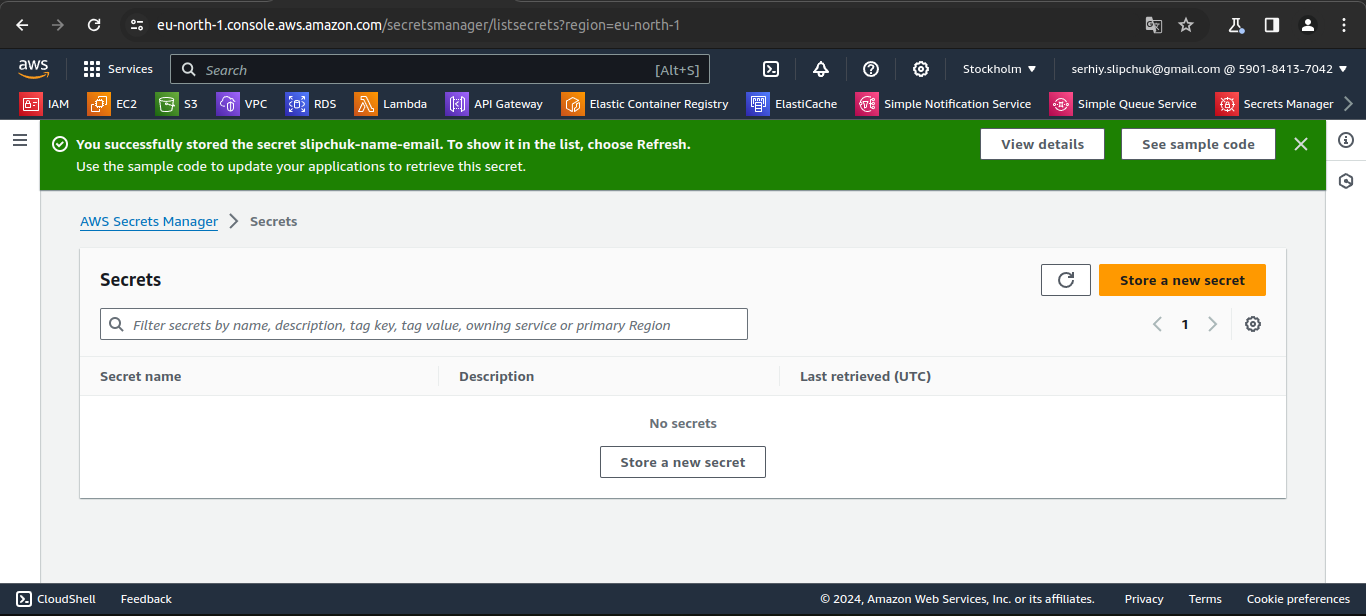 eu-north-1.console.aws.amazon.com/secretsmanager/listsecrets?region=eu-north-1
aws Services Search [Alt+S] Stockholm serhiy.slipchuk@gmail.com @ 5901-8413-7042
IAM EC2 S3 VPC RDS Lambda API Gateway Elastic Container Registry ElastiCache Simple Notification Service Simple Queue Service Secrets Manager
You successfully stored the secret slipchuk-name-email. To show it in the list, choose Refresh. View details See sample code
Use the sample code to update your applications to retrieve this secret.
AWS Secrets Manager Secrets
Secrets Store a new secret
Filter secrets by name, description, tag key, tag value, owning service or primary Region 1
Secret name Description Last retrieved (UTC)
No secrets
Store a new secret
CloudShell Feedback © 2024, Amazon Web Services, Inc. or its affiliates. Privacy Terms Cookie preferences